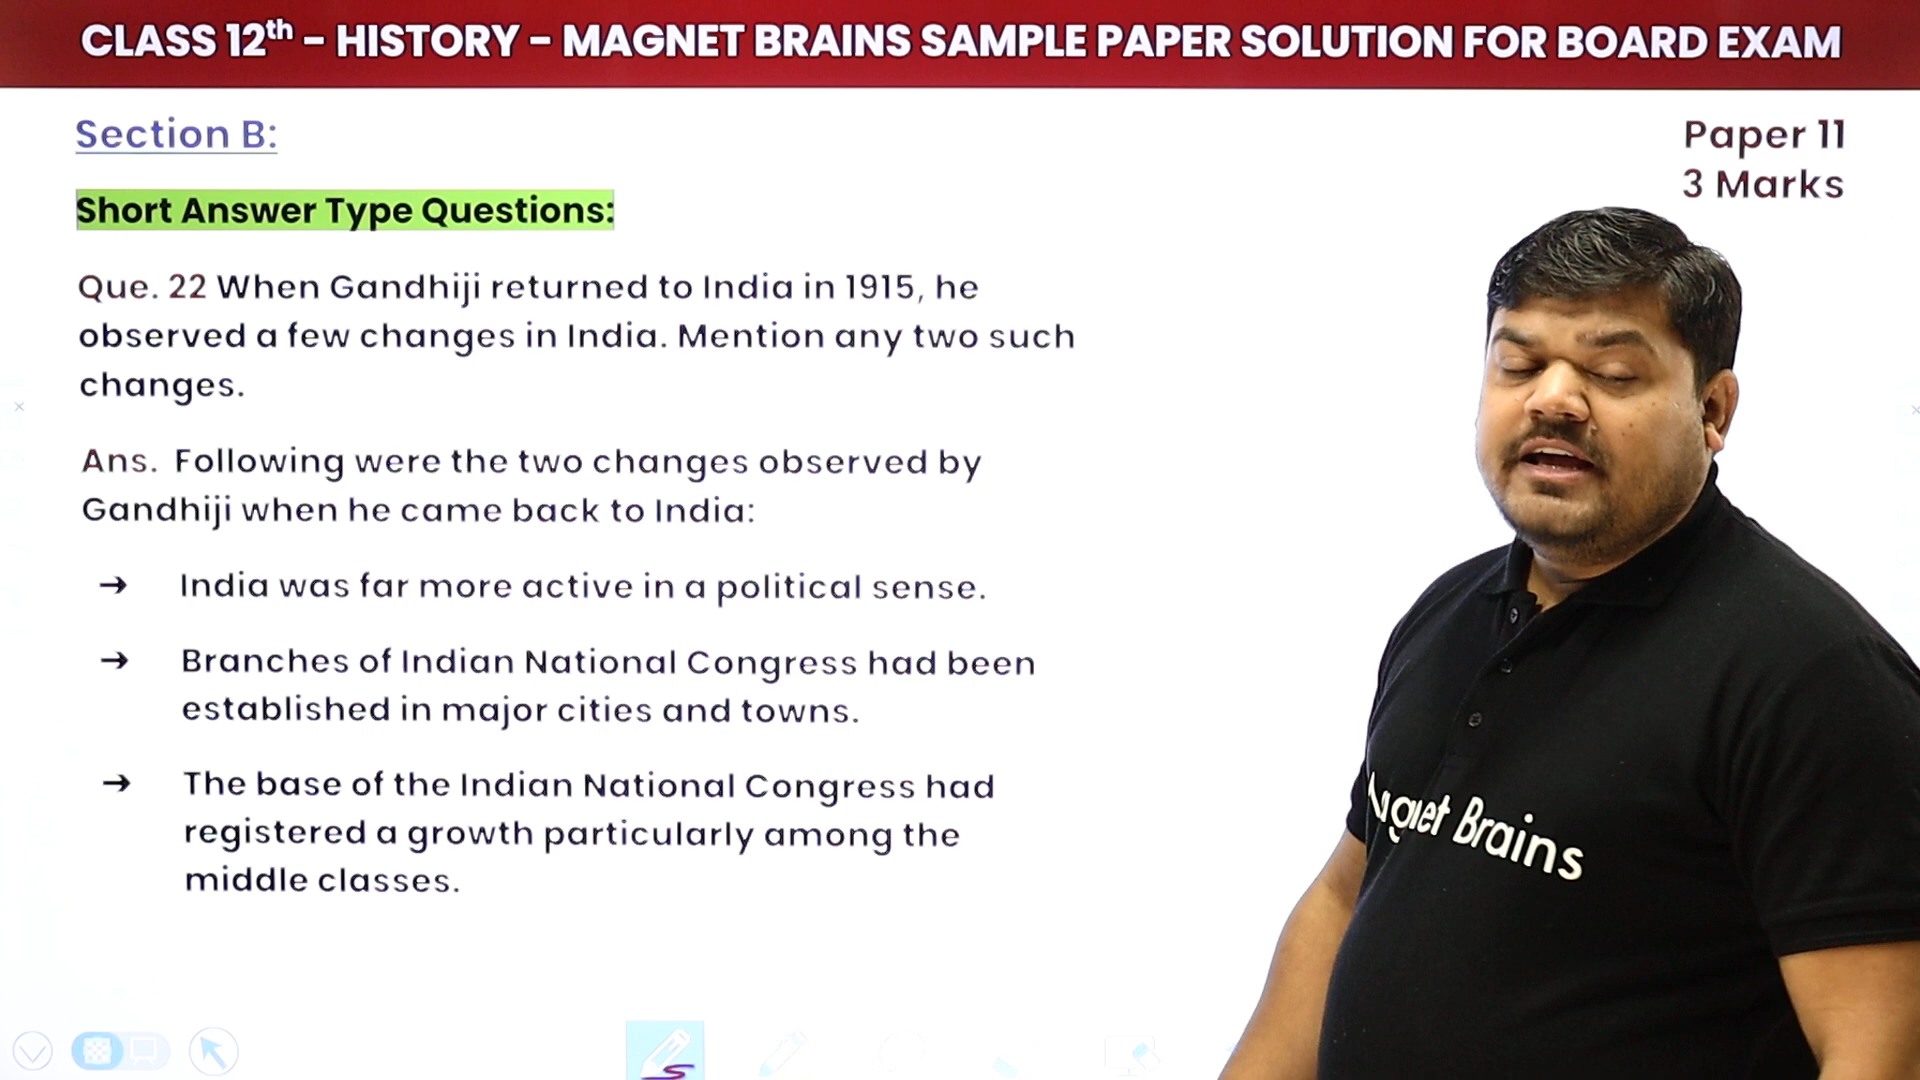 CLASS 12th – HISTORY – MAGNET BRAINS SAMPLE PAPER SOLUTION FOR BOARD EXAM
Section B:
Paper 11
3 Marks
Short Answer Type Questions:
Que. 22 When Gandhiji returned to India in 1915, he
observed a few changes in India. Mention any two such
changes.
Ans. Following were the two changes observed by
Gandhiji when he came back to India:
→ India was far more active in a political sense.
→ Branches of Indian National Congress had been
established in major cities and towns.
→ The base of the Indian National Congress had
registered a growth particularly among the
middle classes.
Brains